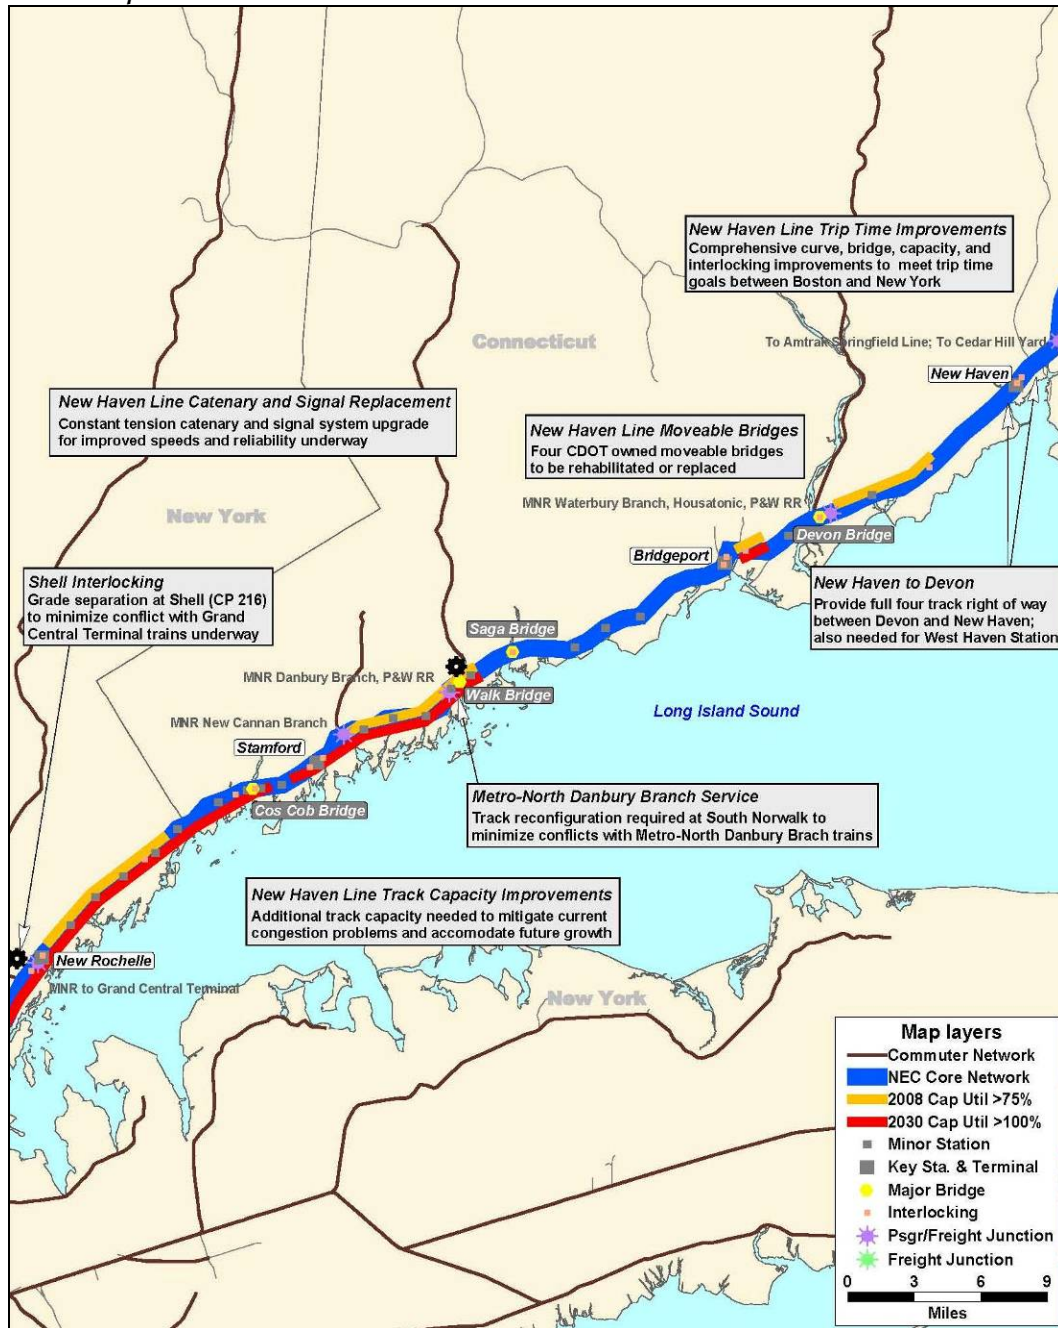 New Haven Line Trip Time Improvements
Comprehensive curve, bridge, capacity, and
interlocking improvements to meet trip time
goals between Boston and New York
Connecticut
To Amtrak Springfield Line; To Cedar Hill Yard
New Haven
New Haven Line Catenary and Signal Replacement
Constant tension catenary and signal system upgrade
for improved speeds and reliability underway
New Haven Line Moveable Bridges
Four CDOT owned moveable bridges
to be rehabilitated or replaced
MNR Waterbury Branch, Housatonic, P&W RR
New York
Devon Bridge
Bridgeport
Shell Interlocking
Grade separation at Shell (CP 216)
to minimize conflict with Grand
Central Terminal trains underway
New Haven to Devon
Provide full four track right of way
between Devon and New Haven;
also needed for West Haven Station
Saga Bridge
MNR Danbury Branch, P&W RR
Walk Bridge
MNR New Cannan Branch
Long Island Sound
Stamford
Cos Cob Bridge
Metro-North Danbury Branch Service
Track reconfiguration required at South Norwalk to
minimize conflicts with Metro-North Danbury Brach trains
New Haven Line Track Capacity Improvements
Additional track capacity needed to mitigate current
congestion problems and accomodate future growth
New Rochelle
MNR to Grand Central Terminal
New York
Map layers
Commuter Network
NEC Core Network
2008 Cap Util >75%
2030 Cap Util >100%
Minor Station
Key Sta. & Terminal
Major Bridge
Interlocking
Psgr/Freight Junction
Freight Junction
0 3 6 9
Miles